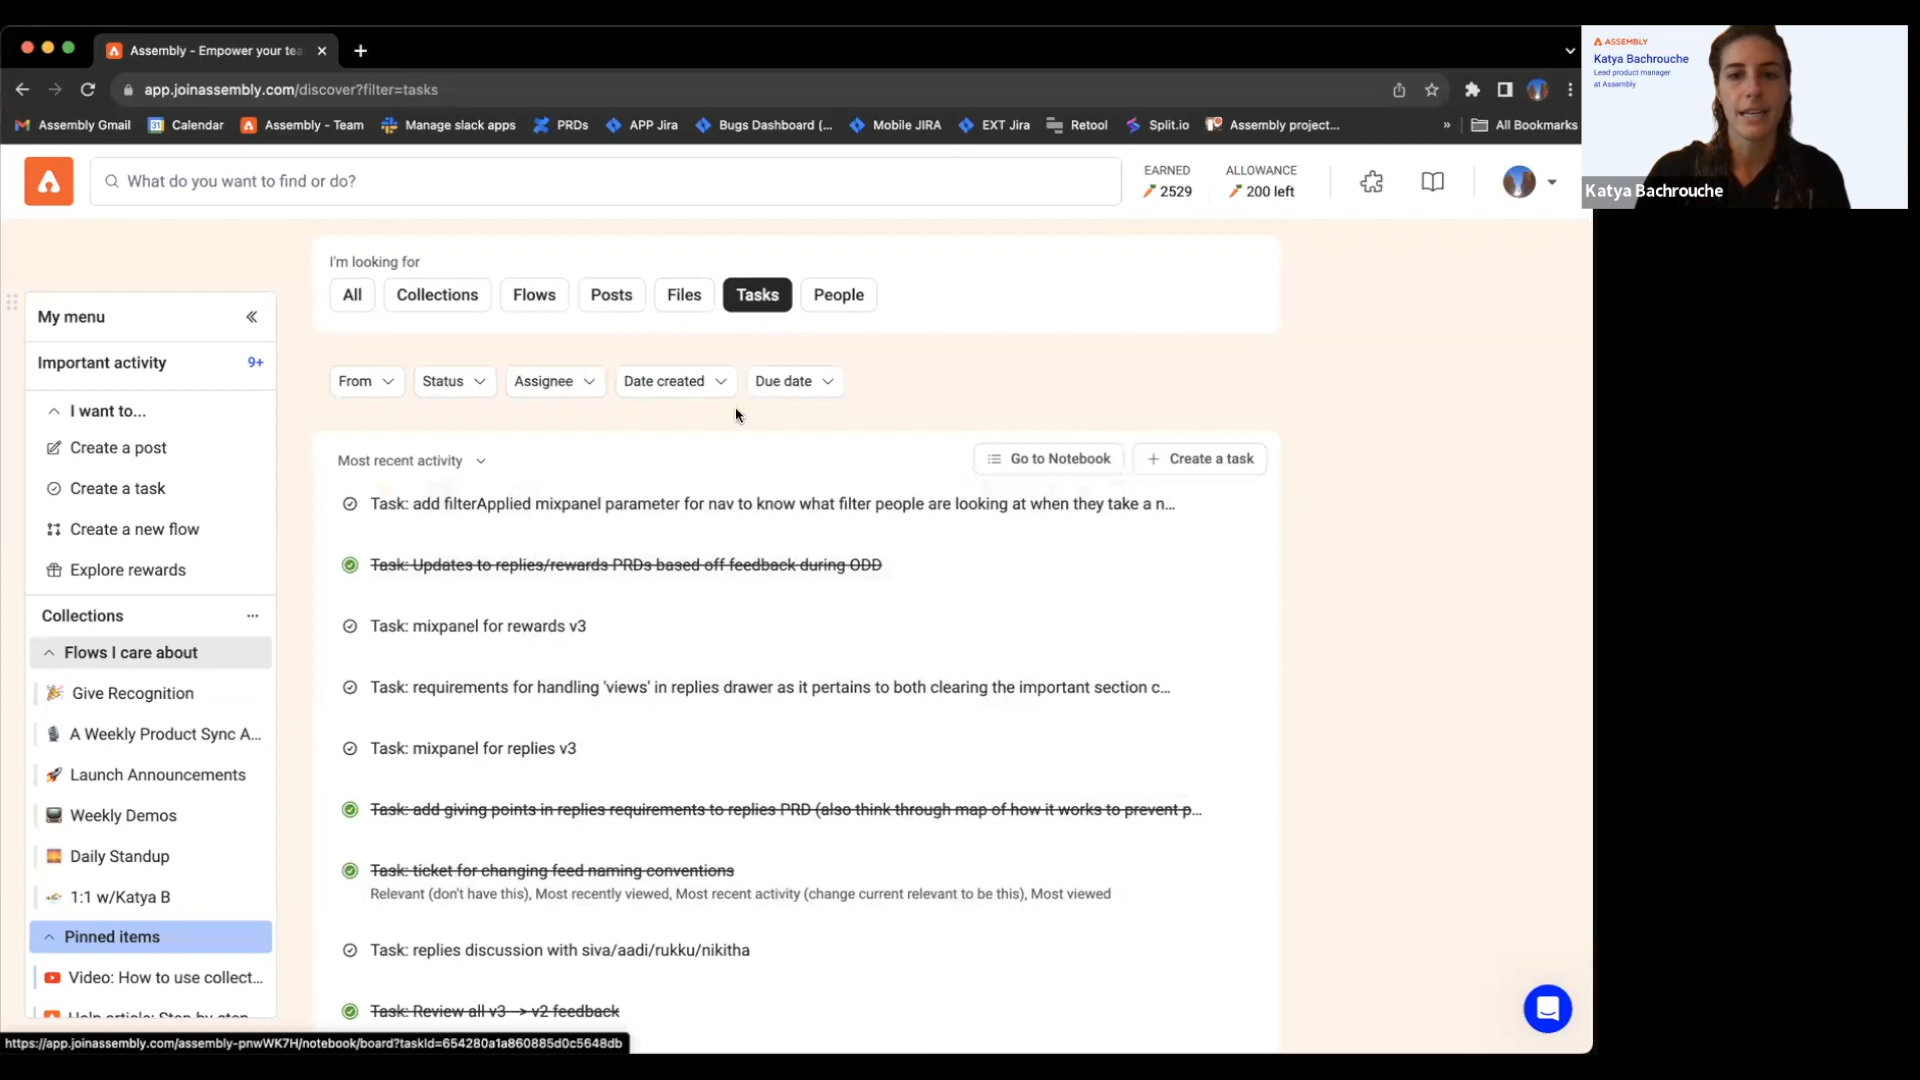 Assembly - Empower your tea
app.joinassembly.com/discover?filter=tasks
Assembly Gmail
Calendar
Assembly - Team
Manage slack apps
PRDs
APP Jira
Bugs Dashboard (...
Mobile JIRA
EXT Jira
Retool
Split.io
Assembly project...
»
All Bookmarks
ASSEMBLY
Katya Bachrouche
Lead product manager
at Assembly
Katya Bachrouche
What do you want to find or do?
EARNED
2529
ALLOWANCE
200 left
I'm looking for
All
Collections
Flows
Posts
Files
Tasks
People
From
Status
Assignee
Date created
Due date
My menu
Important activity 9+
I want to...
Create a post
Create a task
Create a new flow
Explore rewards
Collections
Flows I care about
Give Recognition
A Weekly Product Sync A...
Launch Announcements
Weekly Demos
Daily Standup
1:1 w/Katya B
Pinned items
Video: How to use collect...
Help article: Step by step
Most recent activity
Go to Notebook
+ Create a task
Task: add filterApplied mixpanel parameter for nav to know what filter people are looking at when they take a n...
Task: Updates to replies/rewards PRDs based off feedback during ODD
Task: mixpanel for rewards v3
Task: requirements for handling 'views' in replies drawer as it pertains to both clearing the important section c...
Task: mixpanel for replies v3
Task: add giving points in replies requirements to replies PRD (also think through map of how it works to prevent p...
Task: ticket for changing feed naming conventions
Relevant (don't have this), Most recently viewed, Most recent activity (change current relevant to be this), Most viewed
Task: replies discussion with siva/aadi/rukku/nikitha
Task: Review all v3 --> v2 feedback
https://app.joinassembly.com/assembly-pnwWK7H/notebook/board?taskId=654280a1a860885d0c5648db